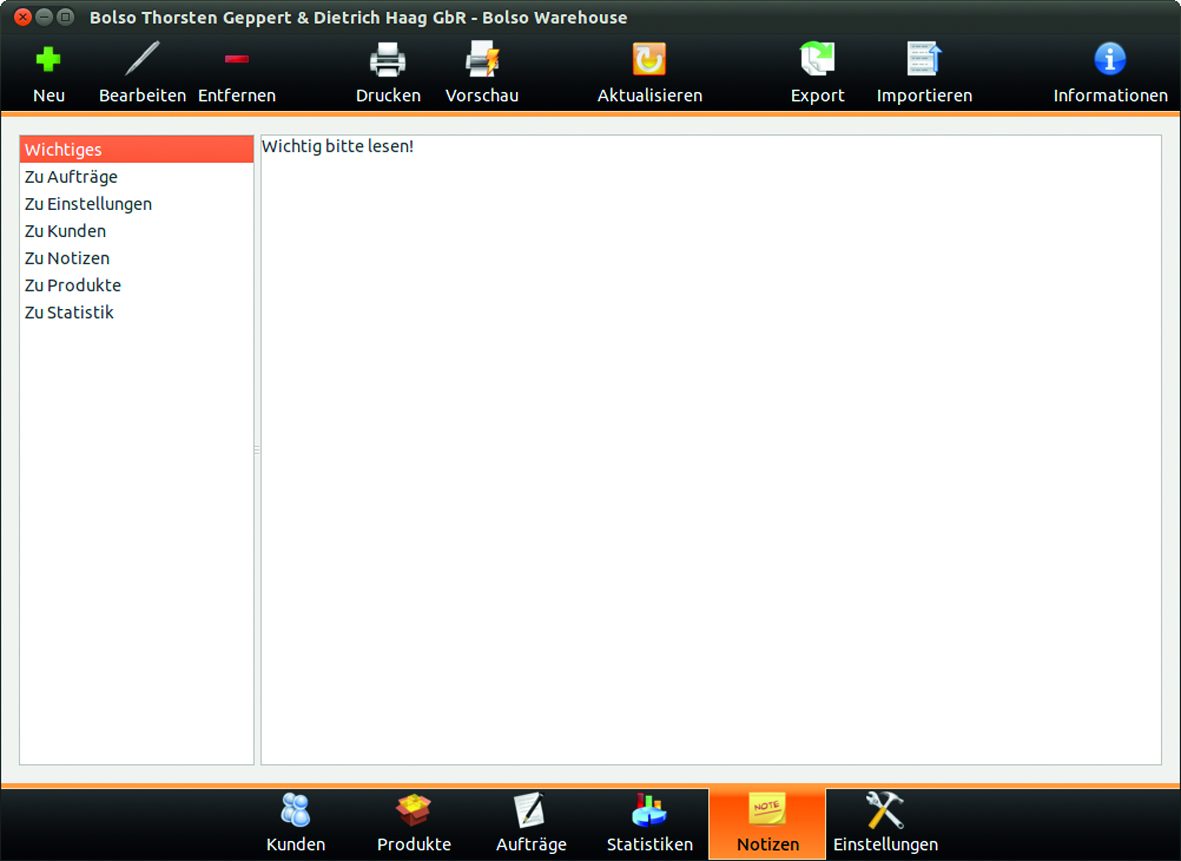 Bolso Thorsten Geppert & Dietrich Haag GbR - Bolso Warehouse
Neu Bearbeiten Entfernen Drucken Vorschau Aktualisieren Export Importieren Informationen
Wichtiges
Zu Aufträge
Zu Einstellungen
Zu Kunden
Zu Notizen
Zu Produkte
Zu Statistik
Wichtig bitte lesen!
NOTE
Kunden Produkte Aufträge Statistiken Notizen Einstellungen